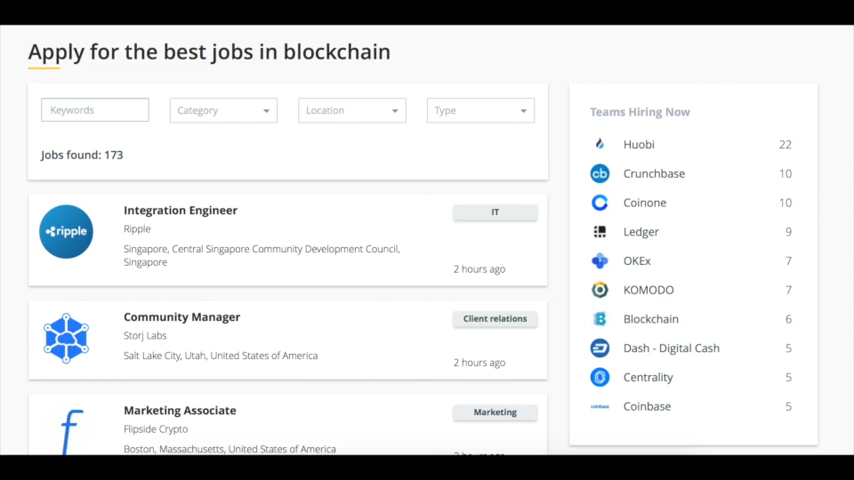 Apply for the best jobs in blockchain
Keywords
Category
Location
Type
Jobs found: 173
ripple
Integration Engineer
Ripple
Singapore, Central Singapore Community Development Council,
Singapore
IT
2 hours ago
Community Manager
Storj Labs
Salt Lake City, Utah, United States of America
Client relations
2 hours ago
f
Marketing Associate
Flipside Crypto
Boston, Massachusetts, United States of America
Marketing
2 hours ago
Teams Hiring Now
Huobi 22
cb Crunchbase 10
Coinone 10
Ledger 9
OKEx 7
KOMODO 7
Blockchain 6
Dash - Digital Cash 5
Centrality 5
coinbase Coinbase 5